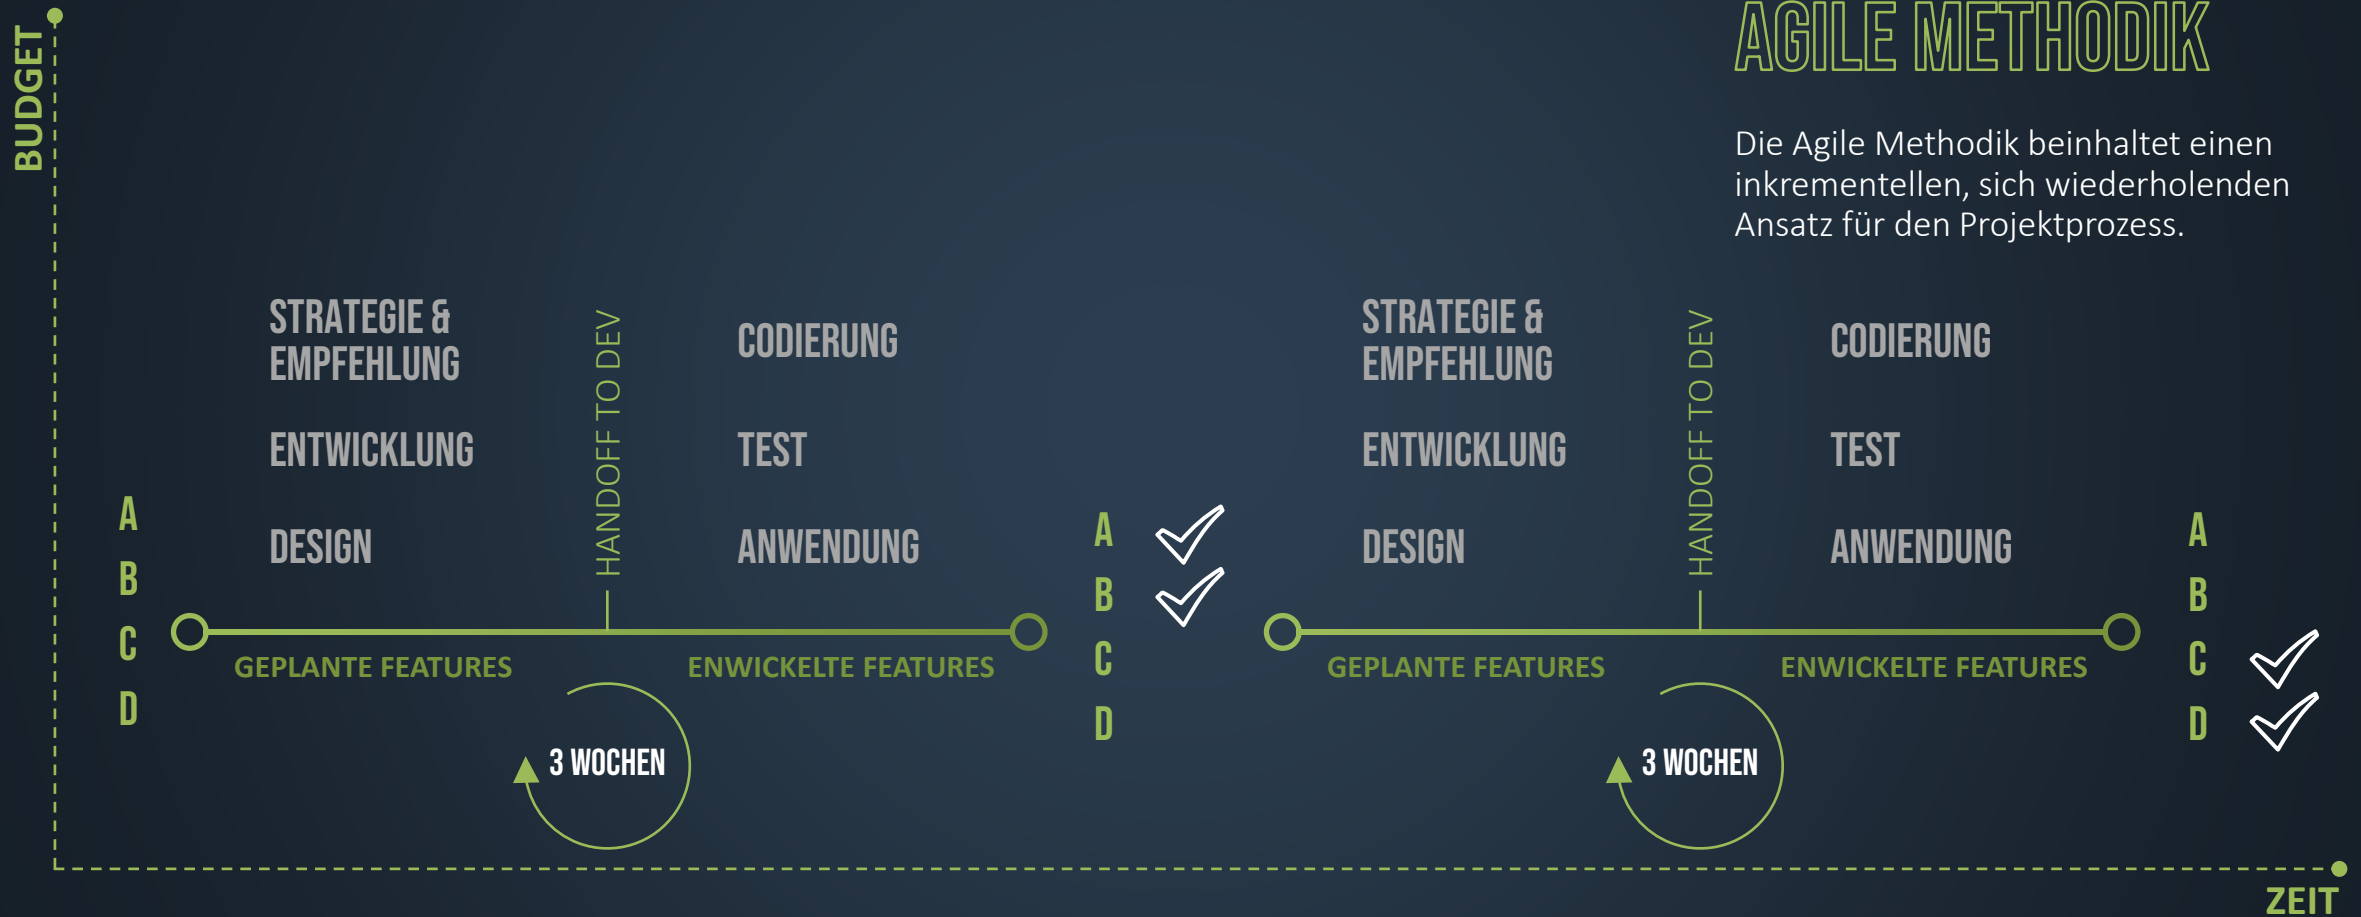 BUDGET
AGILE METHODIK
Die Agile Methodik beinhaltet einen
inkrementellen, sich wiederholenden
Ansatz für den Projektprozess.
A
B
C
D
STRATEGIE &
EMPFEHLUNG
ENTWICKLUNG
DESIGN
HANDOFF TO DEV
CODIERUNG
TEST
ANWENDUNG
GEPLANTE FEATURES
ENWICKELTE FEATURES
3 WOCHEN
A
B
C
D
STRATEGIE &
EMPFEHLUNG
ENTWICKLUNG
DESIGN
HANDOFF TO DEV
CODIERUNG
TEST
ANWENDUNG
GEPLANTE FEATURES
ENWICKELTE FEATURES
3 WOCHEN
A
B
C
D
ZEIT